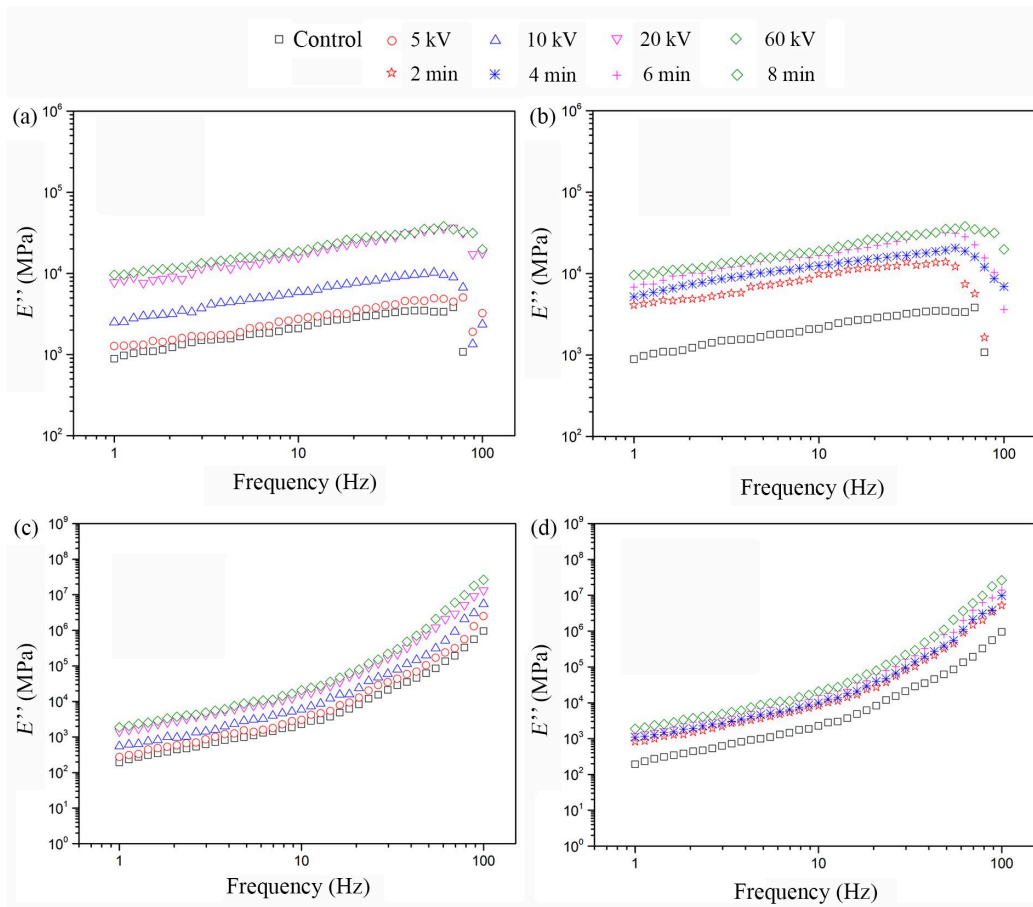 Control 5 kV 10 kV 20 kV 60 kV
2 min 4 min 6 min 8 min
(a)
10⁶
10⁵
10⁴
10³
10²
E’’ (MPa)
1 10 100
Frequency (Hz)
(b)
10⁶
10⁵
10⁴
10³
10²
E’’ (MPa)
1 10 100
Frequency (Hz)
(c)
10⁹
10⁸
10⁷
10⁶
10⁵
10⁴
10³
10²
10¹
10⁰
E’’ (MPa)
1 10 100
Frequency (Hz)
(d)
10⁹
10⁸
10⁷
10⁶
10⁵
10⁴
10³
10²
10¹
10⁰
E’’ (MPa)
1 10 100
Frequency (Hz)